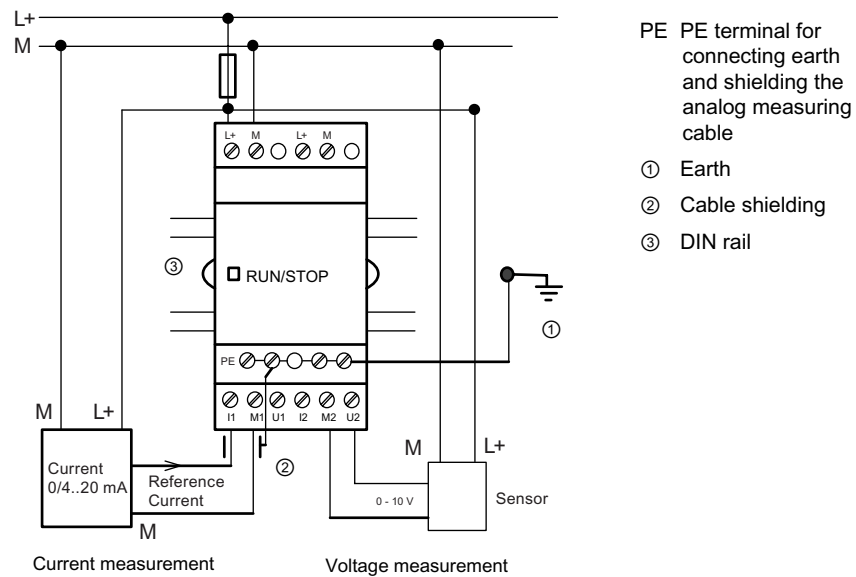 L+
M
PE PE terminal for
connecting earth
and shielding the
analog measuring
cable
① Earth
② Cable shielding
③ DIN rail
L+ M L+ M
③
RUN/STOP
①
PE
I1 M1 U1 I2 M2 U2
M L+
②
M L+
Current
0/4..20 mA
Reference
Current
M
0 - 10 V
Sensor
Current measurement
Voltage measurement